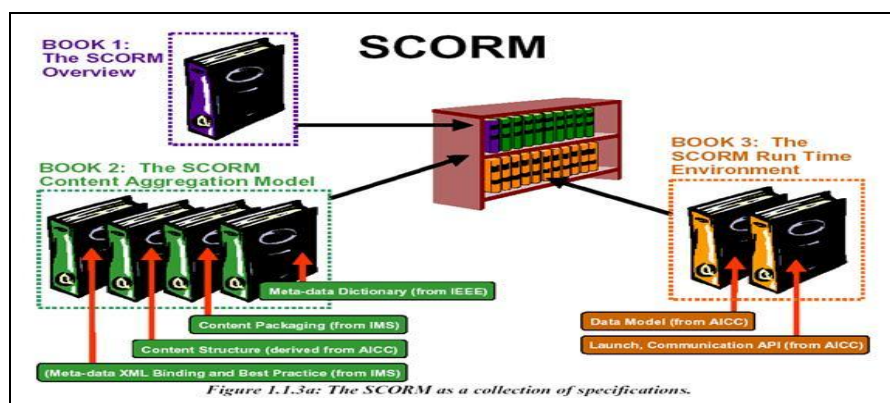 SCORM
BOOK 1:
The SCORM
Overview
BOOK 2: The SCORM
Content Aggregation Model
BOOK 3: The
SCORM Run Time
Environment
Meta-data Dictionary (from IEEE)
Content Packaging (from IMS)
Content Structure (derived from AICC)
(Meta-data XML Binding and Best Practice (from IMS)
Data Model (from AICC)
Launch, Communication API (from AICC)
Figure 1.1.3a: The SCORM as a collection of specifications.